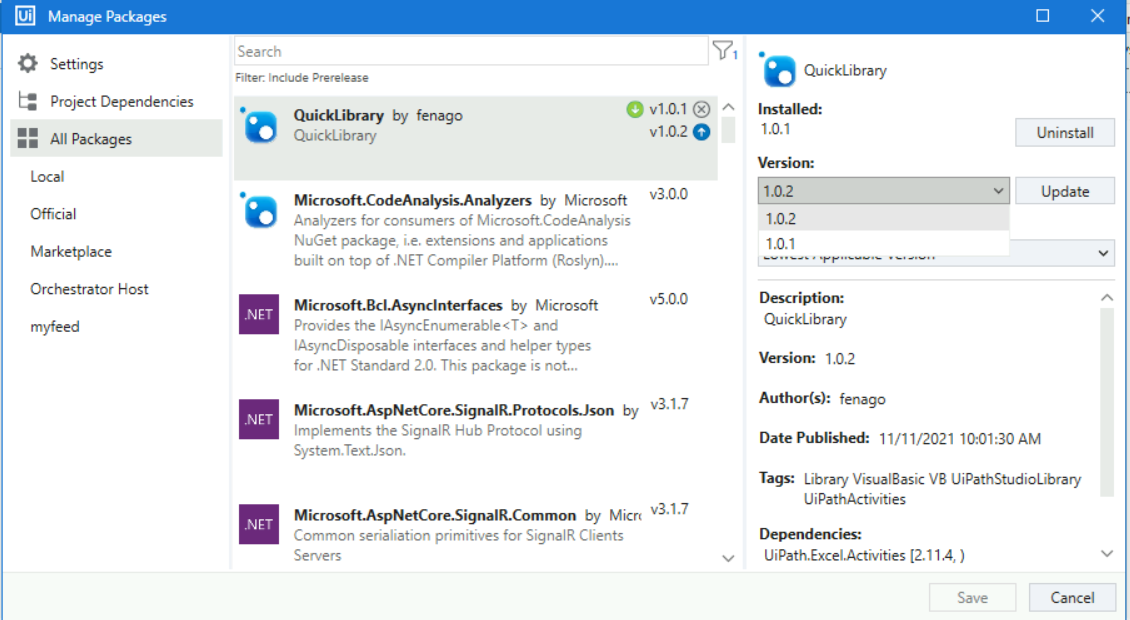 Ui Manage Packages
Settings
Project Dependencies
All Packages
Local
Official
Marketplace
Orchestrator Host
myfeed
Search
1
Filter: Include Prerelease
QuickLibrary by fenago
v1.0.1
QuickLibrary
v1.0.2
Microsoft.CodeAnalysis.Analyzers by Microsoft
v3.0.0
Analyzers for consumers of Microsoft.CodeAnalysis
NuGet package, i.e. extensions and applications
built on top of .NET Compiler Platform (Roslyn)....
.NET
Microsoft.Bcl.AsyncInterfaces by Microsoft
v5.0.0
Provides the IAsyncEnumerable<T> and
IAsyncDisposable interfaces and helper types
for .NET Standard 2.0. This package is not...
.NET
Microsoft.AspNetCore.SignalR.Protocols.Json by
v3.1.7
Implements the SignalR Hub Protocol using
System.Text.Json.
.NET
Microsoft.AspNetCore.SignalR.Common by Micro
v3.1.7
Common serialiation primitives for SignalR Clients
Servers
QuickLibrary
Installed:
1.0.1
Uninstall
Version:
1.0.2
Update
1.0.2
1.0.1
Lowest Applicable Version
Description:
QuickLibrary
Version: 1.0.2
Author(s): fenago
Date Published: 11/11/2021 10:01:30 AM
Tags: Library VisualBasic VB UiPathStudioLibrary
UiPathActivities
Dependencies:
UiPath.Excel.Activities [2.11.4, )
Save
Cancel